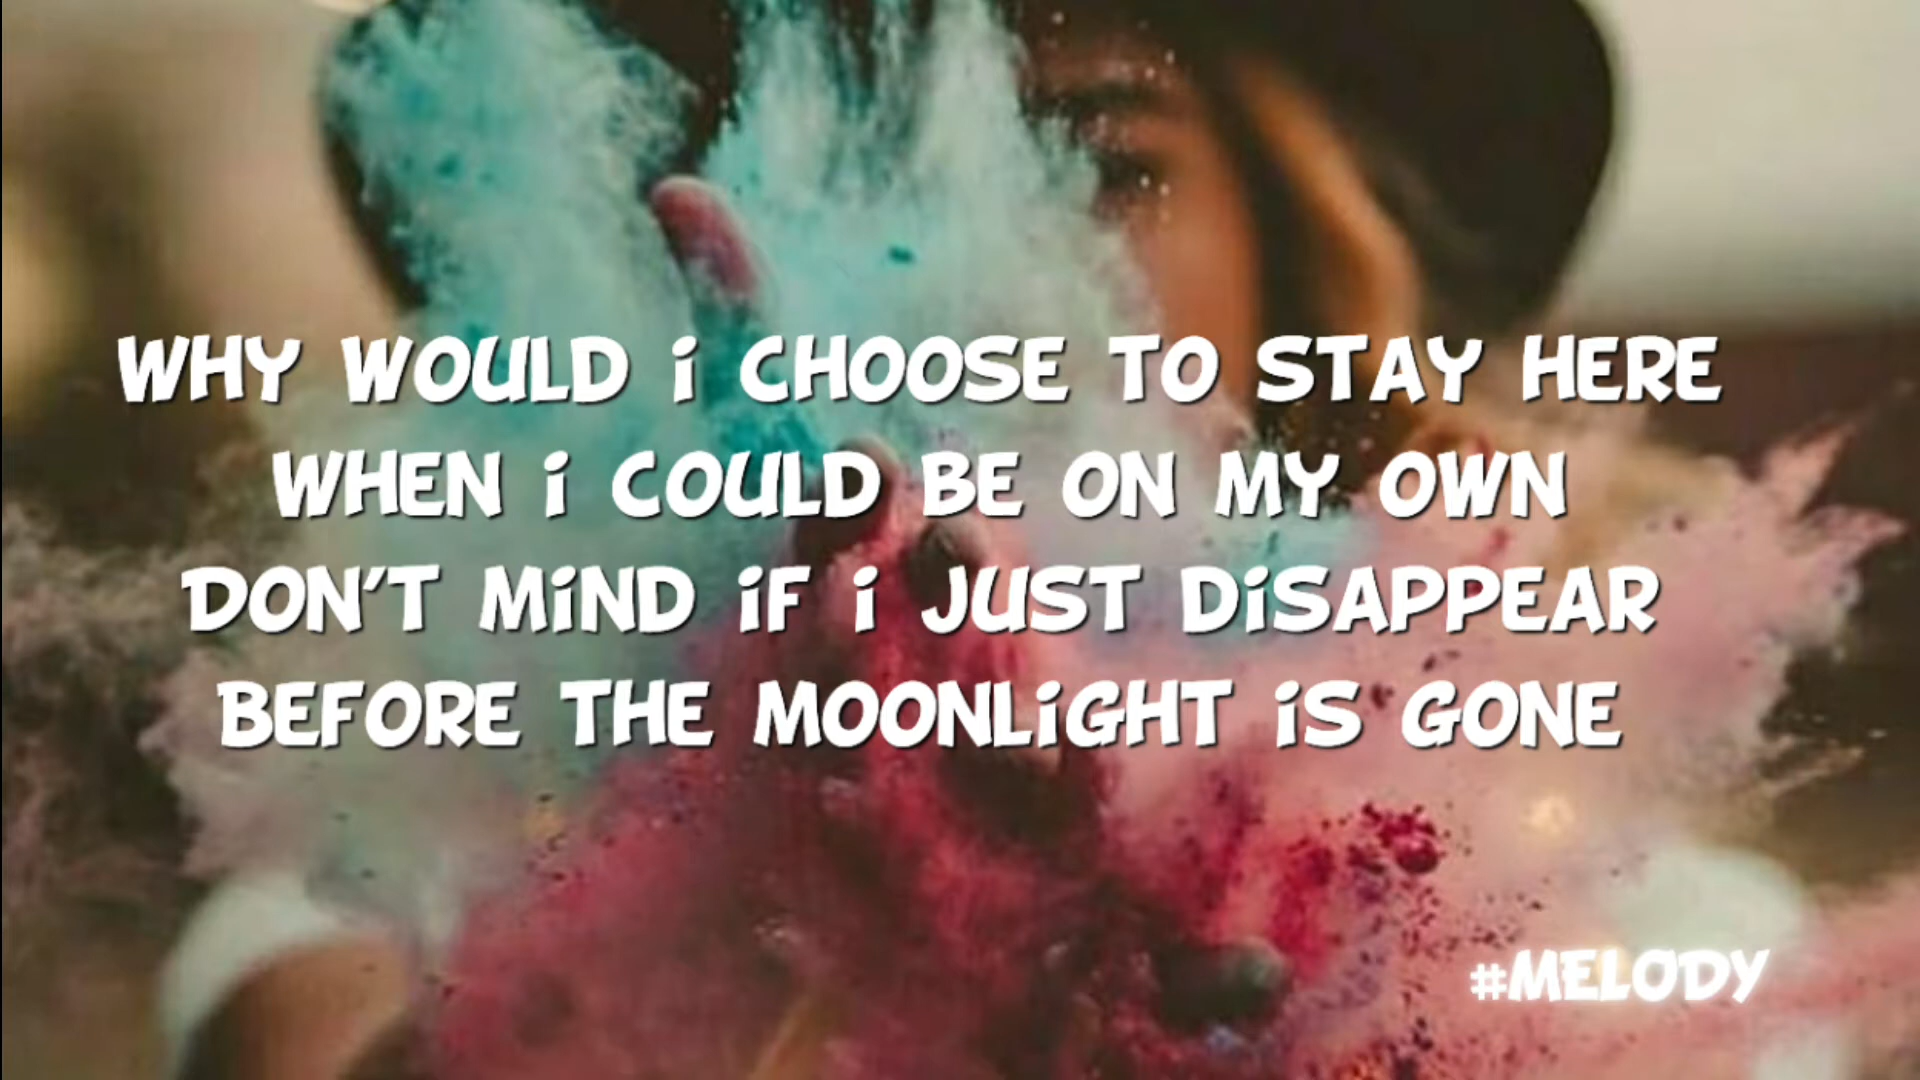 WHY WOULD i CHOOSE TO STAY HERE
WHEN i COULD BE ON MY OWN
DON'T MiND iF i JUST DiSAPPEAR
BEFORE THE MOONLiGHT iS GONE
#MELODY